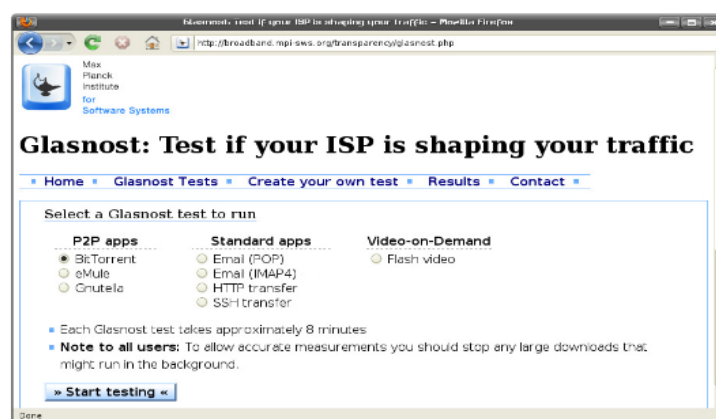 Glasnost: Test if your ISP is shaping your traffic - Mozilla Firefox
http://broadband.mpi-sws.org/transparency/glasnost.php
Max
Planck
Institute
for
Software Systems
Glasnost: Test if your ISP is shaping your traffic
Home Glasnost Tests Create your own test Results Contact
Select a Glasnost test to run
P2P apps Standard apps Video-on-Demand
BitTorrent Email (POP) Flash video
eMule Email (IMAP4)
Gnutella HTTP transfer
SSH transfer
Each Glasnost test takes approximately 8 minutes
Note to all users: To allow accurate measurements you should stop any large downloads that
might run in the background.
» Start testing «
Done